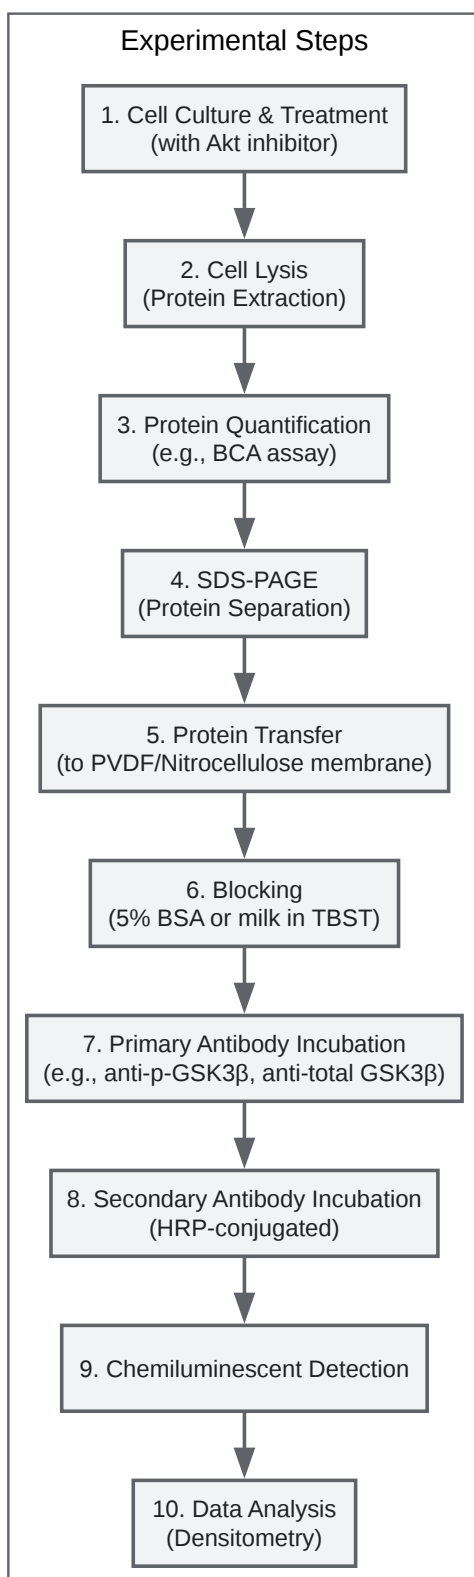 Experimental Steps
1. Cell Culture & Treatment
(with Akt inhibitor)
2. Cell Lysis
(Protein Extraction)
3. Protein Quantification
(e.g., BCA assay)
4. SDS-PAGE
(Protein Separation)
5. Protein Transfer
(to PVDF/Nitrocellulose membrane)
6. Blocking
(5% BSA or milk in TBST)
7. Primary Antibody Incubation
(e.g., anti-p-GSK3β, anti-total GSK3β)
8. Secondary Antibody Incubation
(HRP-conjugated)
9. Chemiluminescent Detection
10. Data Analysis
(Densitometry)